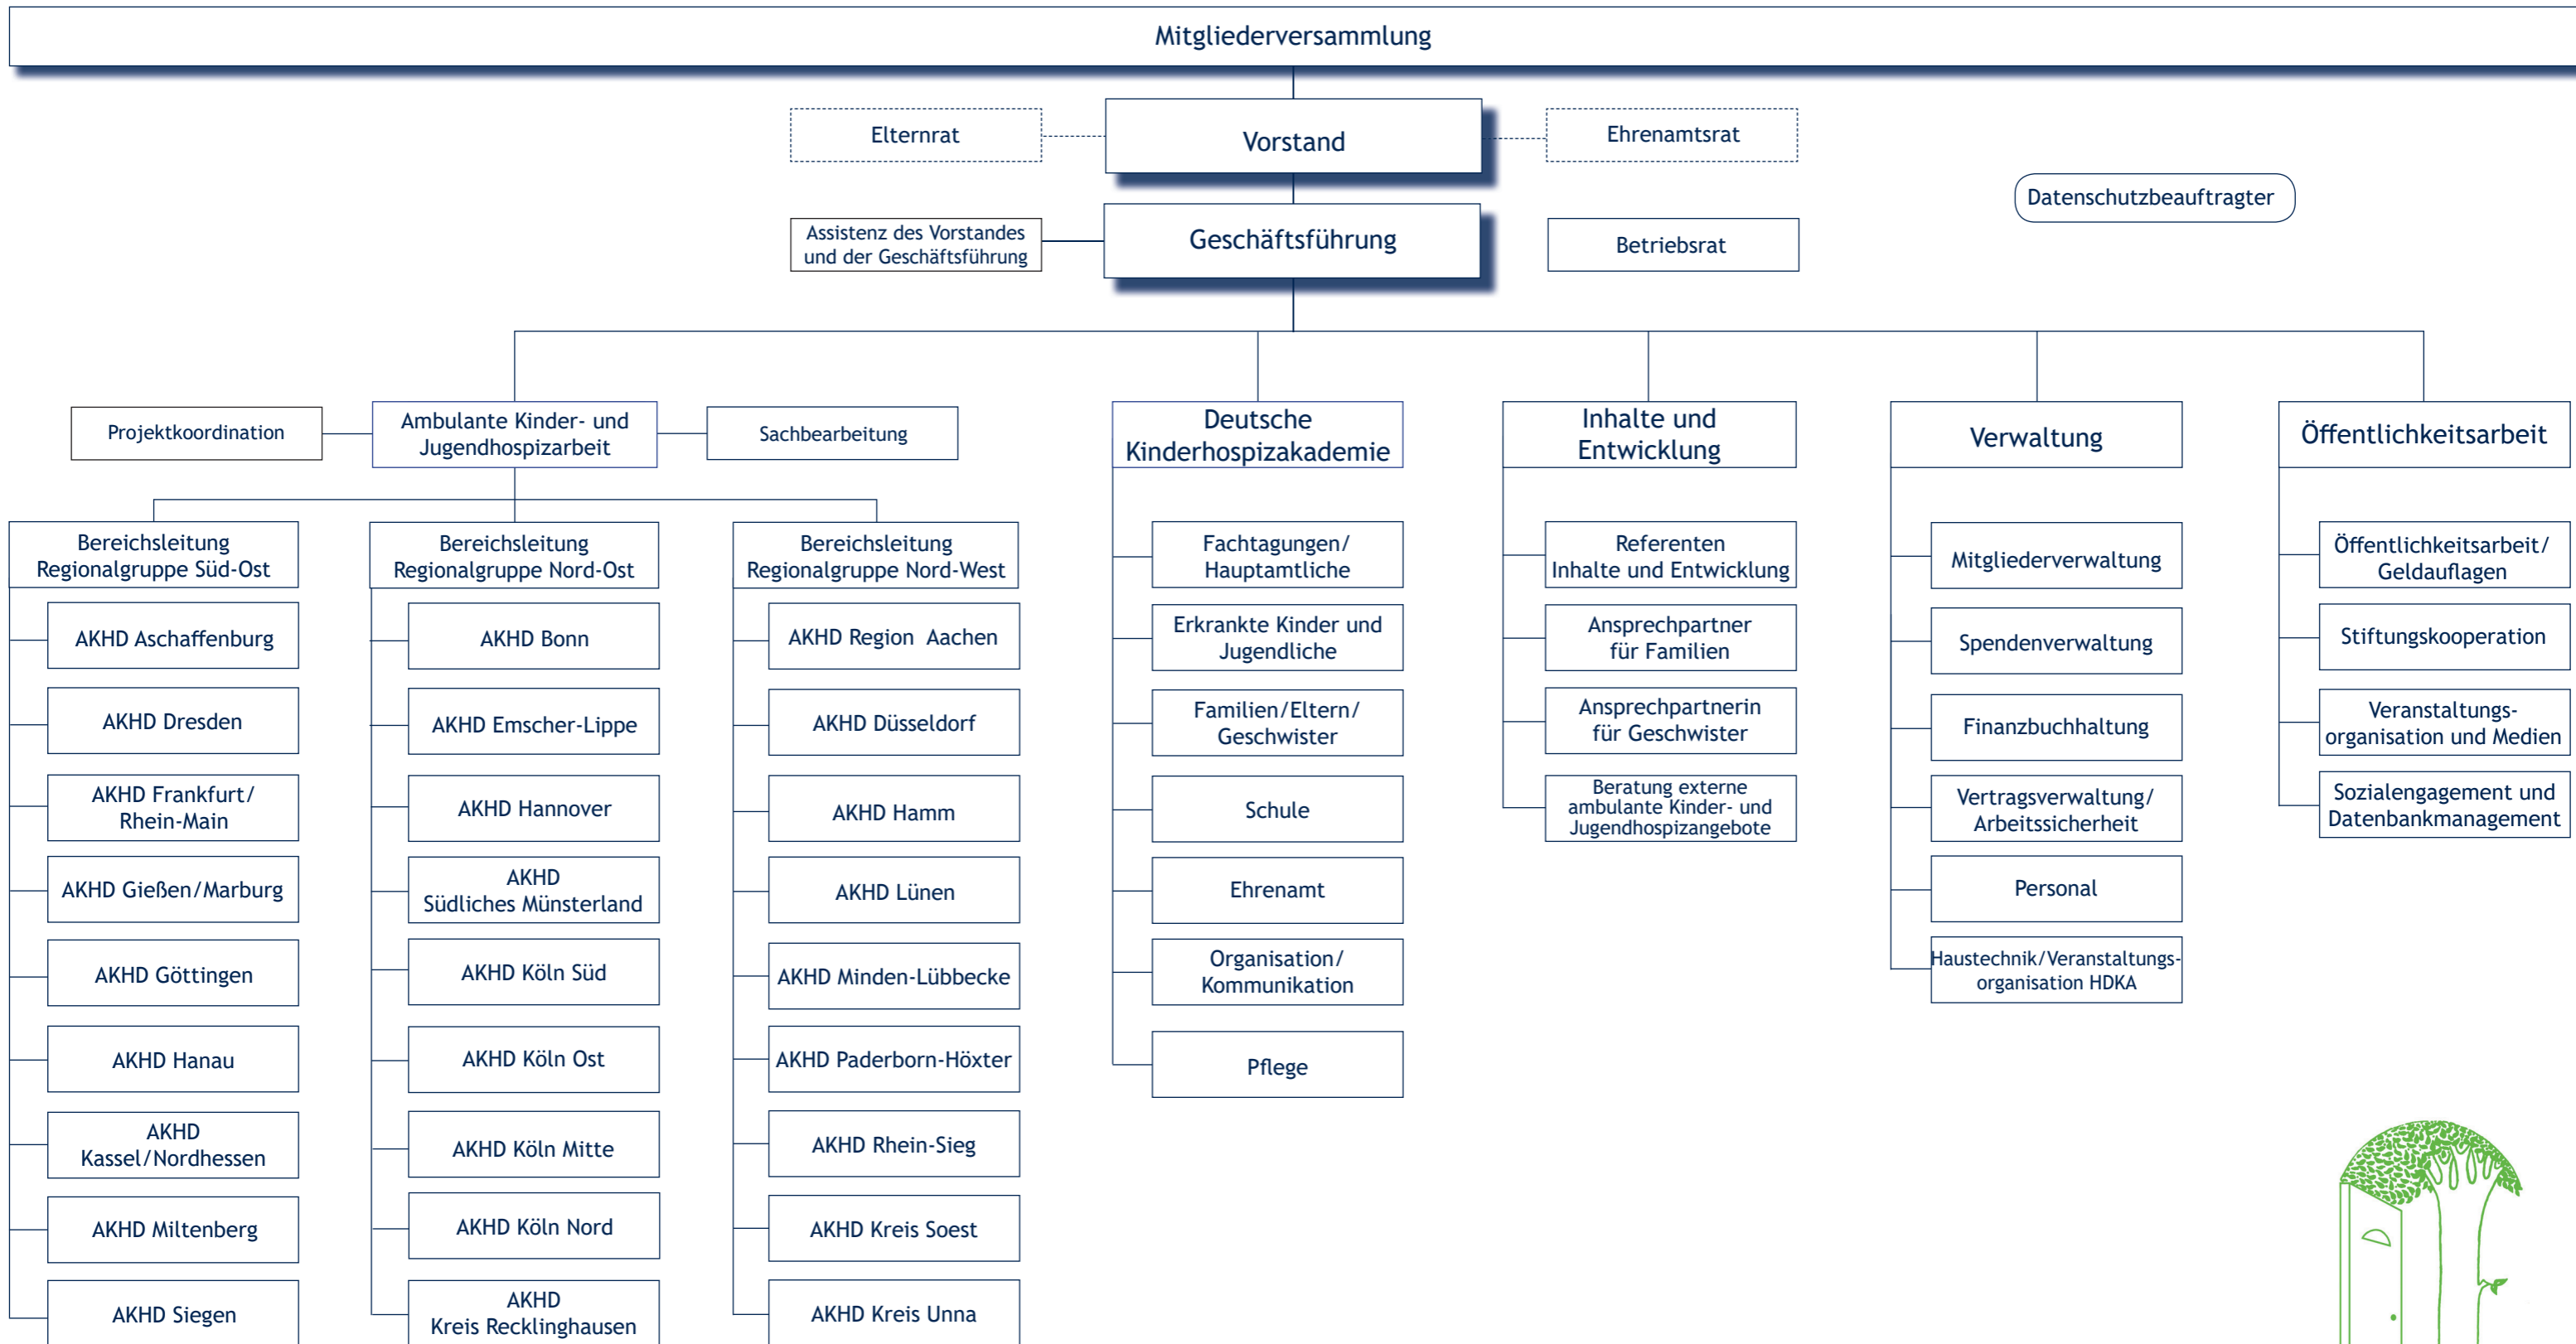 Mitgliederversammlung
Elternrat
Vorstand
Ehrenamtsrat
Datenschutzbeauftragter
Assistenz des Vorstandes
und der Geschäftsführung
Geschäftsführung
Betriebsrat
Projektkoordination
Ambulante Kinder- und
Jugendhospizarbeit
Sachbearbeitung
Deutsche
Kinderhospizakademie
Inhalte und
Entwicklung
Verwaltung
Öffentlichkeitsarbeit
Bereichsleitung
Regionalgruppe Süd-Ost
AKHD Aschaffenburg
AKHD Dresden
AKHD Frankfurt/
Rhein-Main
AKHD Gießen/Marburg
AKHD Göttingen
AKHD Hanau
AKHD
Kassel/Nordhessen
AKHD Miltenberg
AKHD Siegen
Bereichsleitung
Regionalgruppe Nord-Ost
AKHD Bonn
AKHD Emscher-Lippe
AKHD Hannover
AKHD
Südliches Münsterland
AKHD Köln Süd
AKHD Köln Ost
AKHD Köln Mitte
AKHD Köln Nord
AKHD
Kreis Recklinghausen
Bereichsleitung
Regionalgruppe Nord-West
AKHD Region Aachen
AKHD Düsseldorf
AKHD Hamm
AKHD Lünen
AKHD Minden-Lübbecke
AKHD Paderborn-Höxter
AKHD Rhein-Sieg
AKHD Kreis Soest
AKHD Kreis Unna
Fachtagungen/
Hauptamtliche
Erkrankte Kinder und
Jugendliche
Familien/Eltern/
Geschwister
Schule
Ehrenamt
Organisation/
Kommunikation
Pflege
Referenten
Inhalte und Entwicklung
Ansprechpartner
für Familien
Ansprechpartnerin
für Geschwister
Beratung externe
ambulante Kinder- und
Jugendhospizangebote
Mitgliederverwaltung
Spendenverwaltung
Finanzbuchhaltung
Vertragsverwaltung/
Arbeitssicherheit
Personal
Haustechnik/Veranstaltungs-
organisation HDKA
Öffentlichkeitsarbeit/
Geldauflagen
Stiftungskooperation
Veranstaltungs-
organisation und Medien
Sozialengagement und
Datenbankmanagement